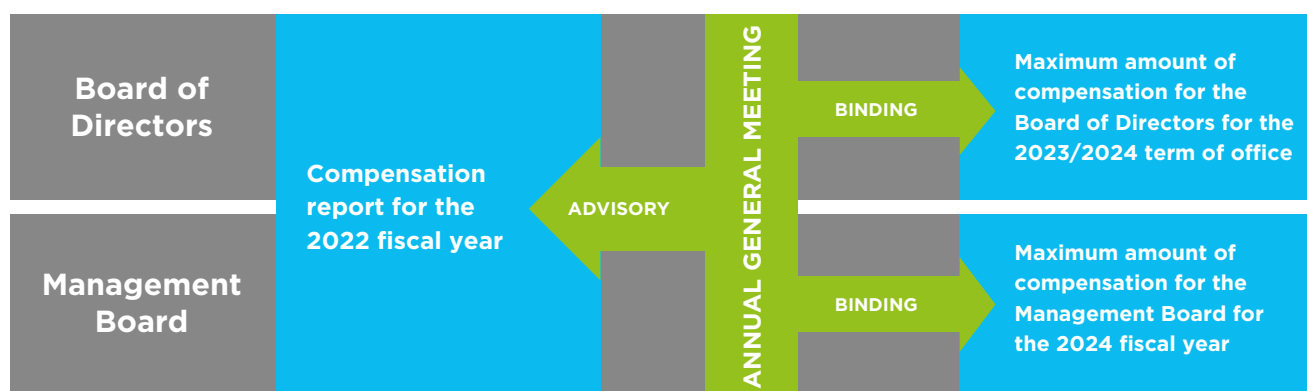 Board of
Directors
Management
Board
Compensation
report for the
2022 fiscal year
ADVISORY
ANNUAL GENERAL MEETING
BINDING
Maximum amount of
compensation for the
Board of Directors for the
2023/2024 term of office
BINDING
Maximum amount of
compensation for the
Management Board for
the 2024 fiscal year